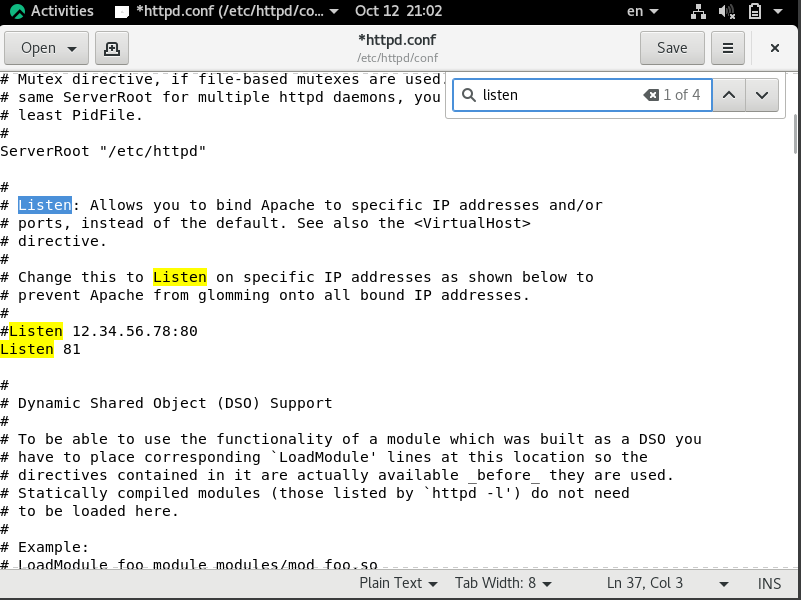 Activities *httpd.conf (/etc/httpd/co... Oct 12 21:02 en
Open *httpd.conf Save
/etc/httpd/conf
listen 1 of 4
# Mutex directive, if file-based mutexes are used.
# same ServerRoot for multiple httpd daemons, you
# least PidFile.
#
ServerRoot "/etc/httpd"
#
# Listen: Allows you to bind Apache to specific IP addresses and/or
# ports, instead of the default. See also the <VirtualHost>
# directive.
#
# Change this to Listen on specific IP addresses as shown below to
# prevent Apache from glomming onto all bound IP addresses.
#
#Listen 12.34.56.78:80
Listen 81
#
# Dynamic Shared Object (DSO) Support
#
# To be able to use the functionality of a module which was built as a DSO you
# have to place corresponding `LoadModule' lines at this location so the
# directives contained in it are actually available _before_ they are used.
# Statically compiled modules (those listed by `httpd -l') do not need
# to be loaded here.
#
# Example:
# LoadModule foo_module modules/mod_foo.so
Plain Text Tab Width: 8 Ln 37, Col 3 INS